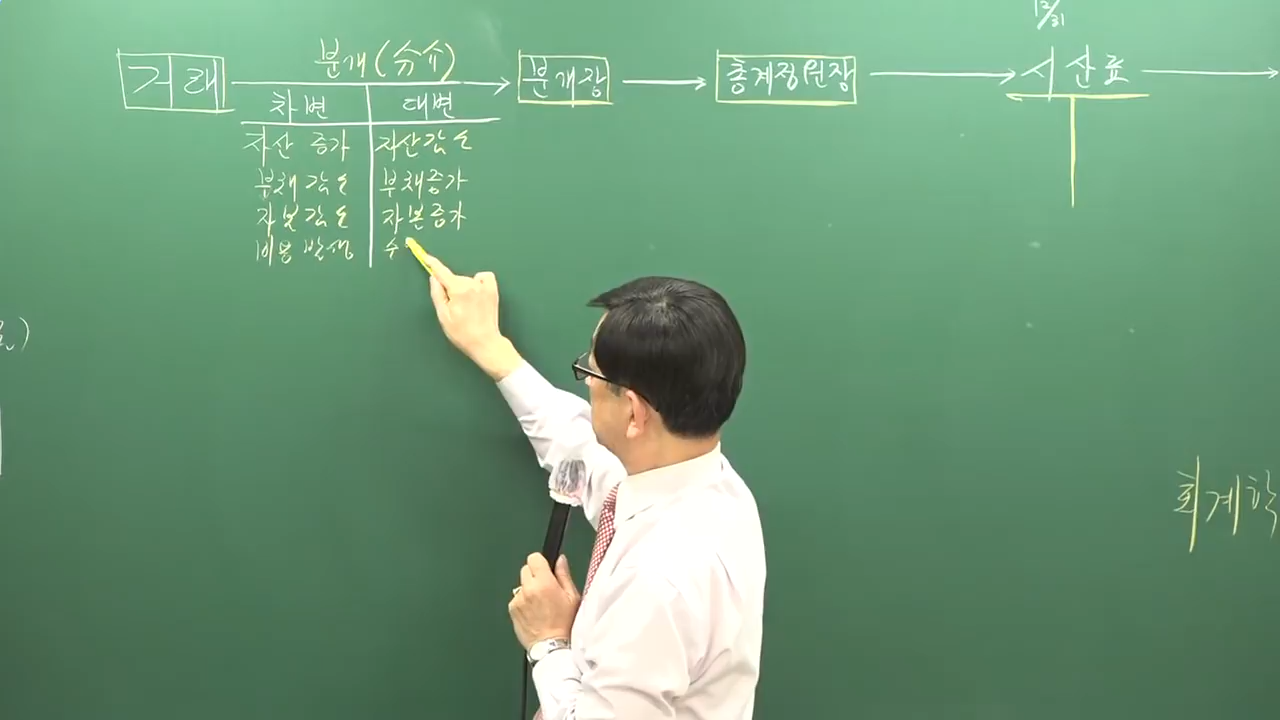 12/31
거래 분개(分介) 분개장 총계정원장 시산표
차변 대변
자산 증가 자산감소
부채감소 부채증가
자본감소 자본증가
비용발생 수
회계학